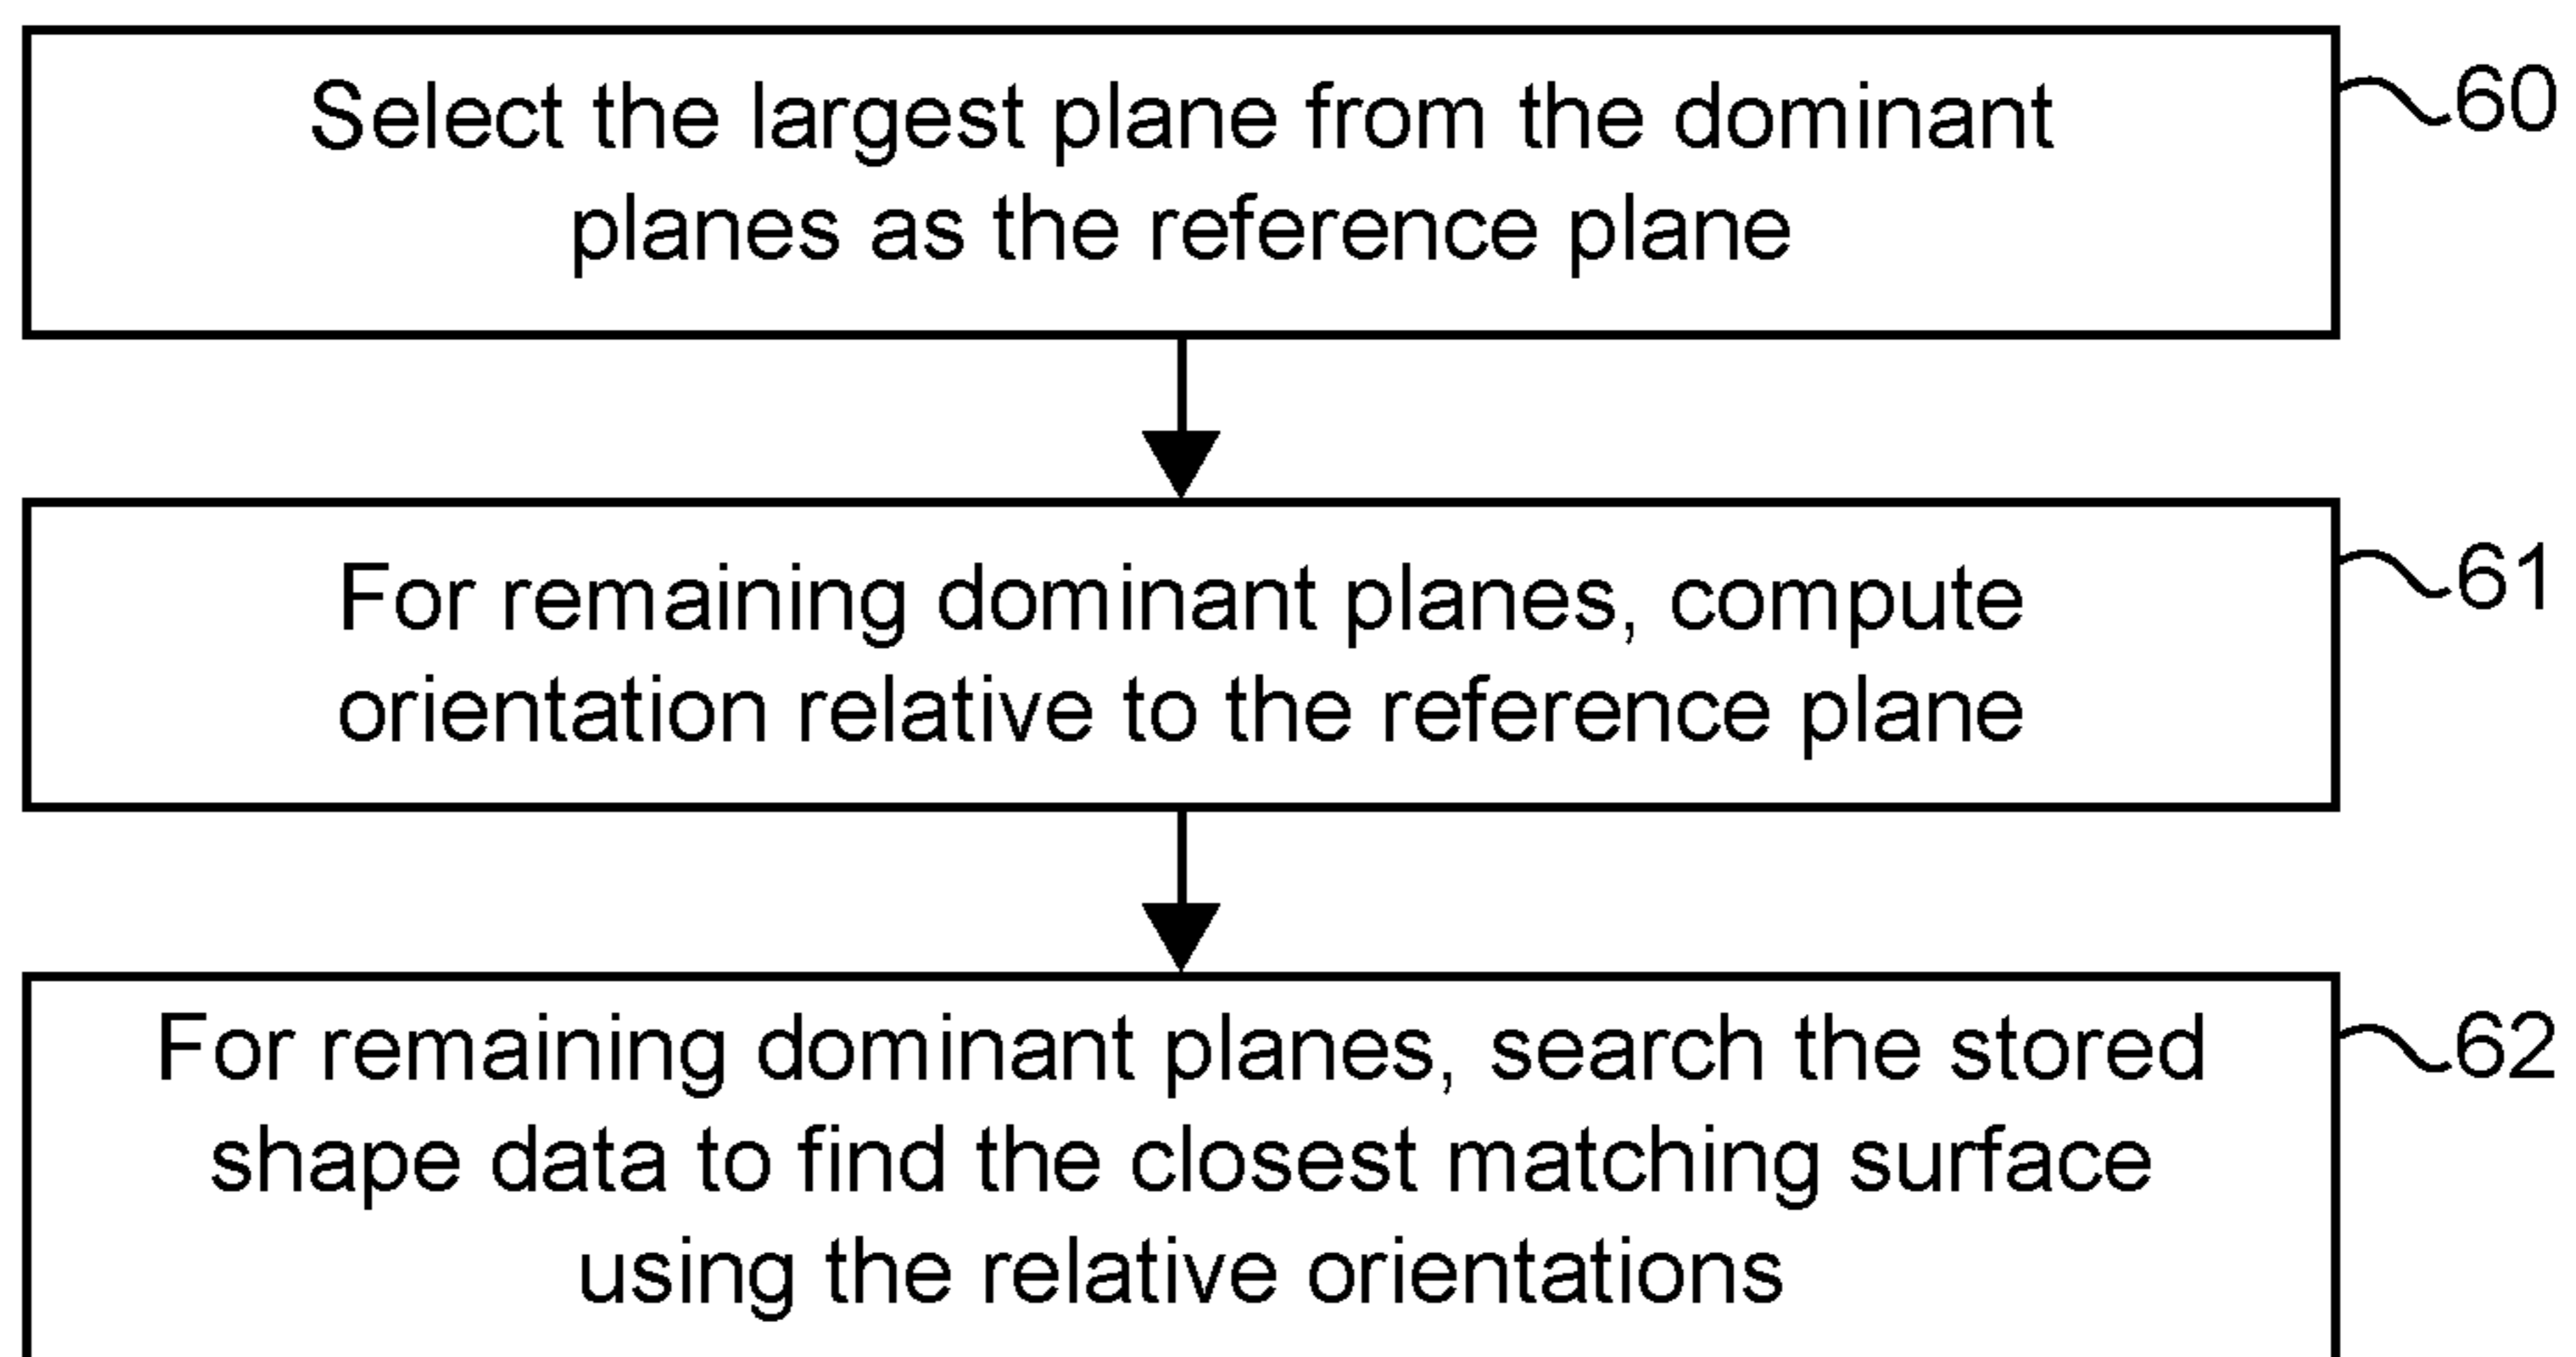 Select the largest plane from the dominant
planes as the reference plane
60
For remaining dominant planes, compute
orientation relative to the reference plane
61
For remaining dominant planes, search the stored
shape data to find the closest matching surface
using the relative orientations
62